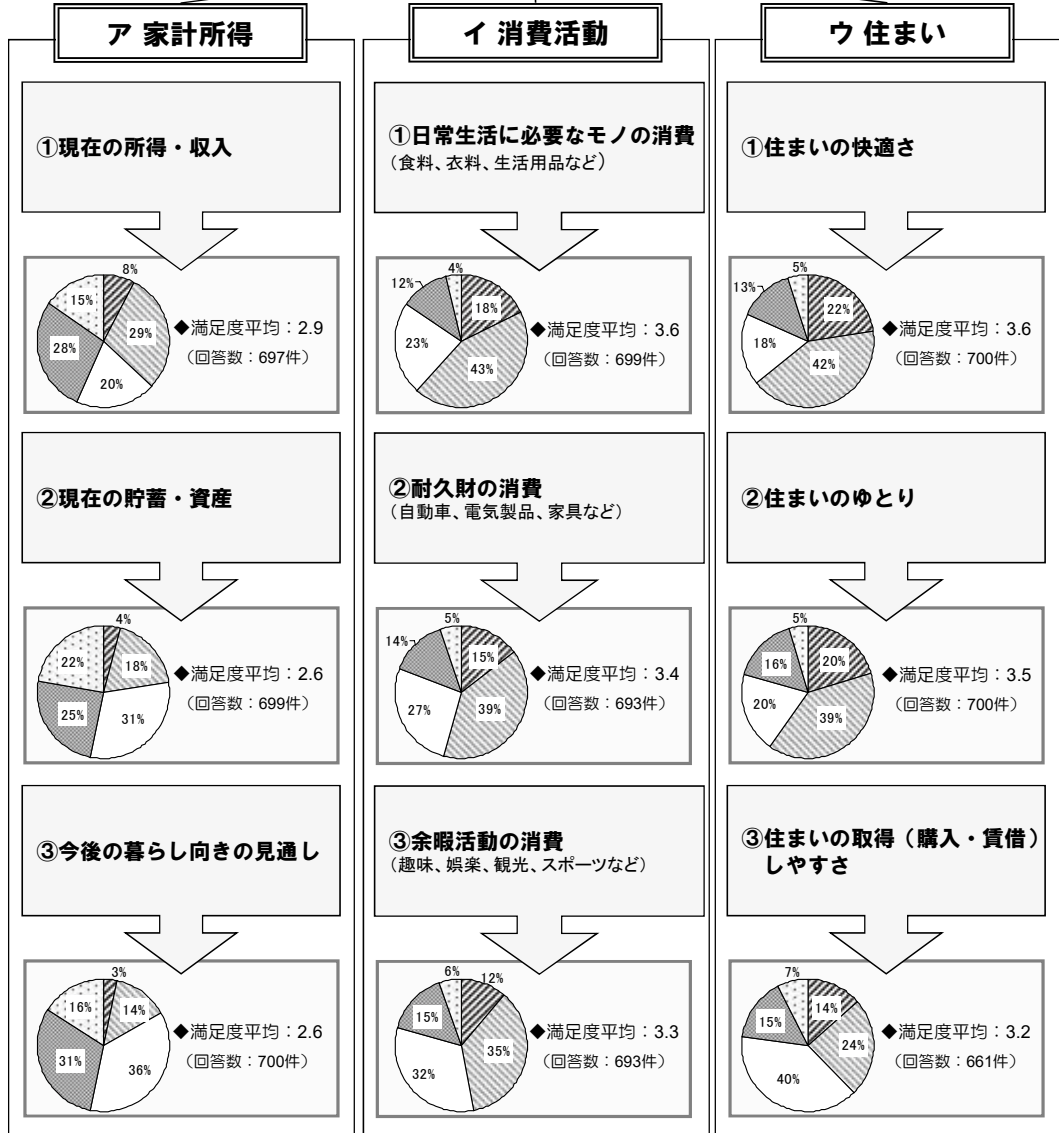 ア 家計所得
①現在の所得・収入
8%
29%
20%
28%
15%
◆満足度平均：2.9
（回答数：697件）
②現在の貯蓄・資産
4%
18%
31%
25%
22%
◆満足度平均：2.6
（回答数：699件）
③今後の暮らし向きの見通し
3%
14%
36%
31%
16%
◆満足度平均：2.6
（回答数：700件）
イ 消費活動
①日常生活に必要なモノの消費
（食料、衣料、生活用品など）
4%
18%
43%
23%
12%
◆満足度平均：3.6
（回答数：699件）
②耐久財の消費
（自動車、電気製品、家具など）
5%
15%
39%
27%
14%
◆満足度平均：3.4
（回答数：693件）
③余暇活動の消費
（趣味、娯楽、観光、スポーツなど）
6%
12%
35%
32%
15%
◆満足度平均：3.3
（回答数：693件）
ウ 住まい
①住まいの快適さ
5%
22%
42%
18%
13%
◆満足度平均：3.6
（回答数：700件）
②住まいのゆとり
5%
20%
39%
20%
16%
◆満足度平均：3.5
（回答数：700件）
③住まいの取得（購入・賃借）
しやすさ
7%
14%
24%
40%
15%
◆満足度平均：3.2
（回答数：661件）